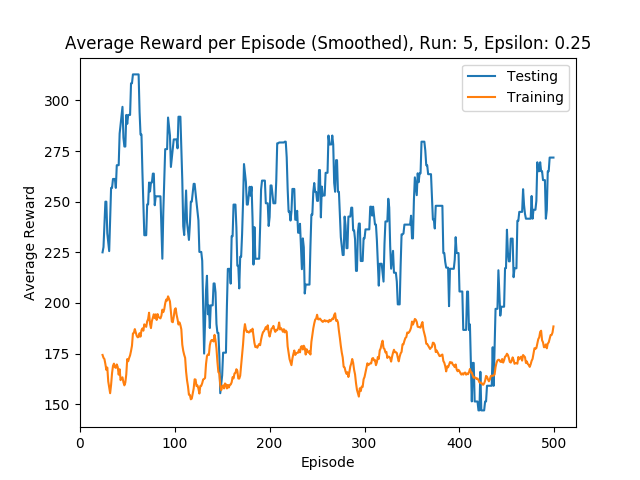 Average Reward per Episode (Smoothed), Run: 5, Epsilon: 0.25
Testing
Training
300
275
250
225
200
175
150
Average Reward
0
100
200
300
400
500
Episode